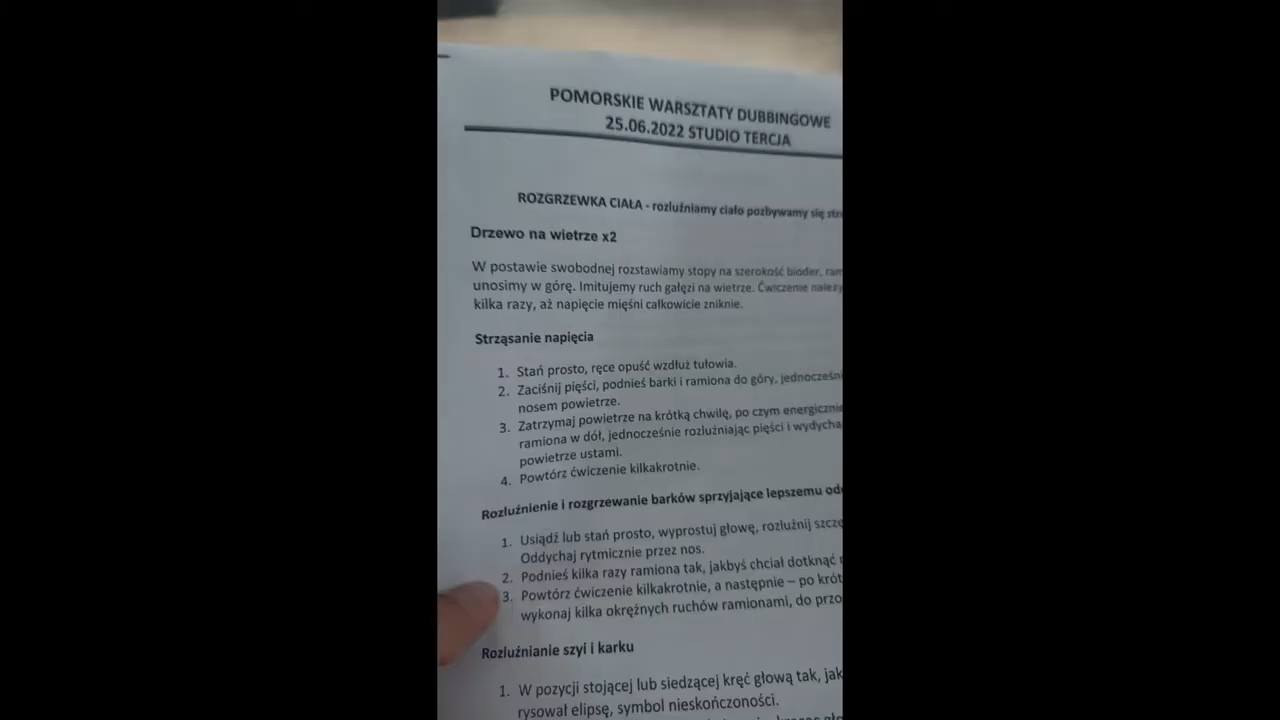 POMORSKIE WARSZTATY DUBBINGOWE
25.06.2022 STUDIO TERCJA
ROZGRZEWKA CIAŁA - rozluźniamy ciało pozbywamy się
Drzewo na wietrze x2
W postawie swobodnej rozstawiamy stopy na szerokość bioder,
unosimy w górę. Imitujemy ruch gałęzi na wietrze. Ćwiczenie należy
kilka razy, aż napięcie mięśni całkowicie zniknie.
Strząsanie napięcia
1. Stań prosto, ręce opuść wzdłuż tułowia.
2. Zaciśnij pięści, podnieś barki i ramiona do góry,
nosem powietrze.
3. Zatrzymaj powietrze na krótką chwilę, po czym
ramiona w dół, jednocześnie rozluźniając pięści i
powietrze ustami.
4. Powtórz ćwiczenie kilkakrotnie.
Rozluźnienie i rozgrzewanie barków sprzyjające lepszemu
1. Usiądź lub stań prosto, wyprostuj głowę, rozluźnij
Oddychaj rytmicznie przez nos.
2. Podnieś kilka razy ramiona tak, jakbyś chciał dotknąć
3. Powtórz ćwiczenie kilkakrotnie, a następnie – po
wykonaj kilka okrężnych ruchów ramionami, do
Rozluźnianie szyi i karku
1. W pozycji stojącej lub siedzącej kręć głową tak,
rysował elipsę, symbol nieskończoności.